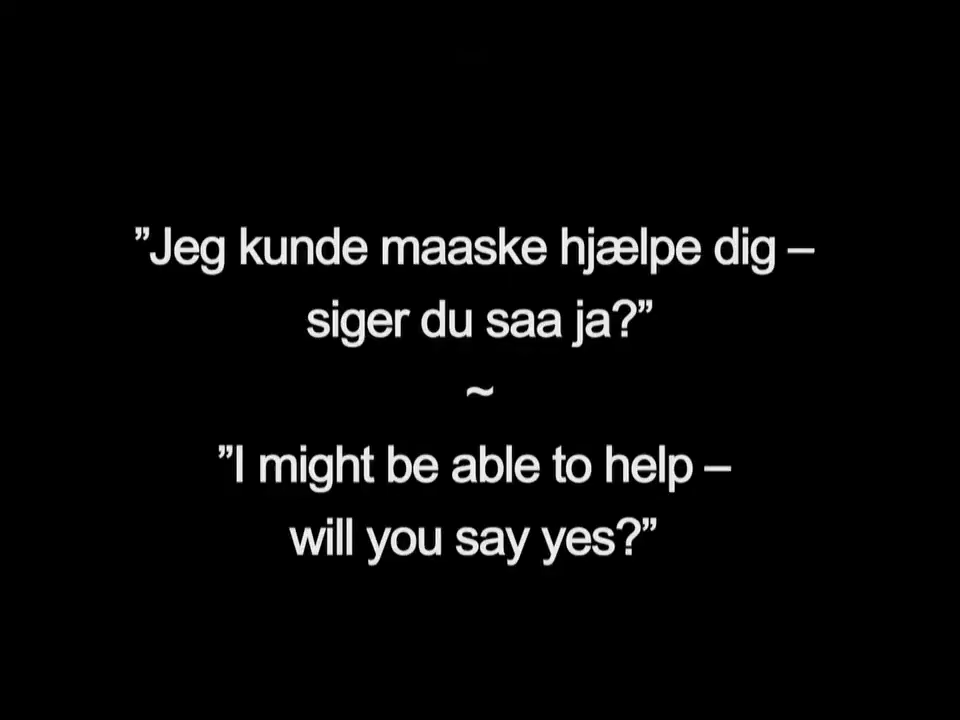 ”Jeg kunde maaske hjælpe dig –
siger du saa ja?”
~
”I might be able to help –
will you say yes?”